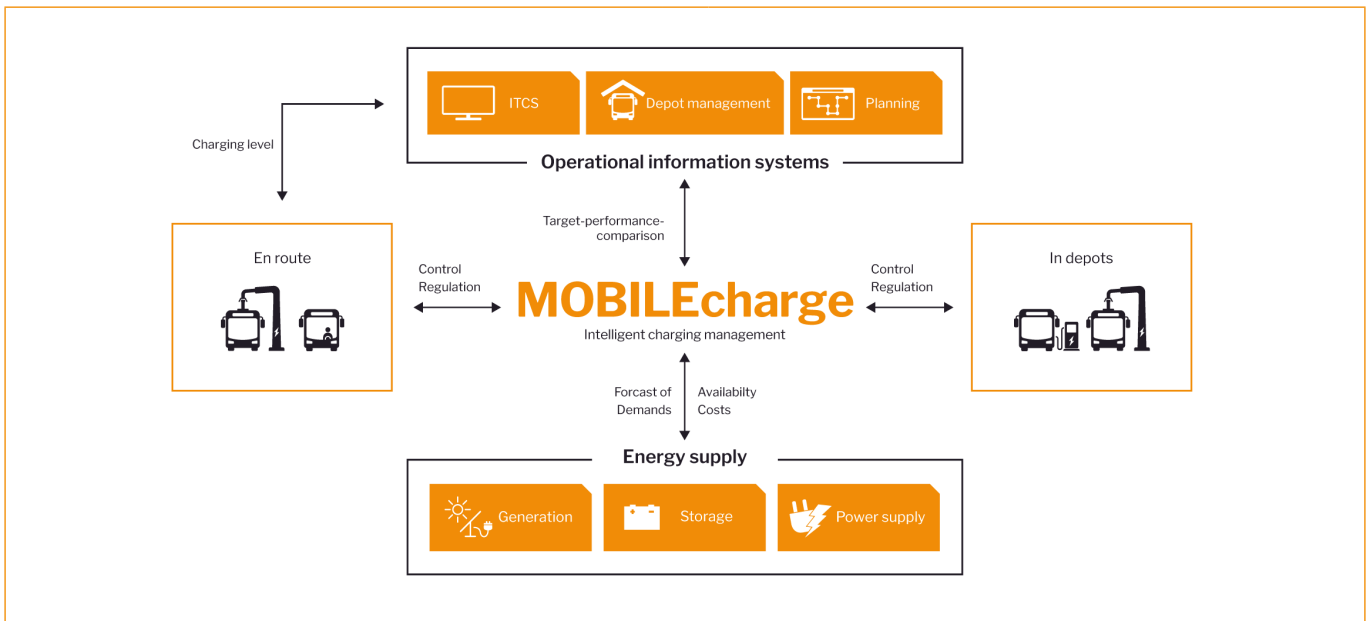 ITCS
Depot management
Planning
Operational information systems
Charging level
Target-performance-
comparison
En route
Control
Regulation
MOBILEcharge
Intelligent charging management
Control
Regulation
In depots
Forcast of
Demands
Availabilty
Costs
Energy supply
Generation
Storage
Power supply